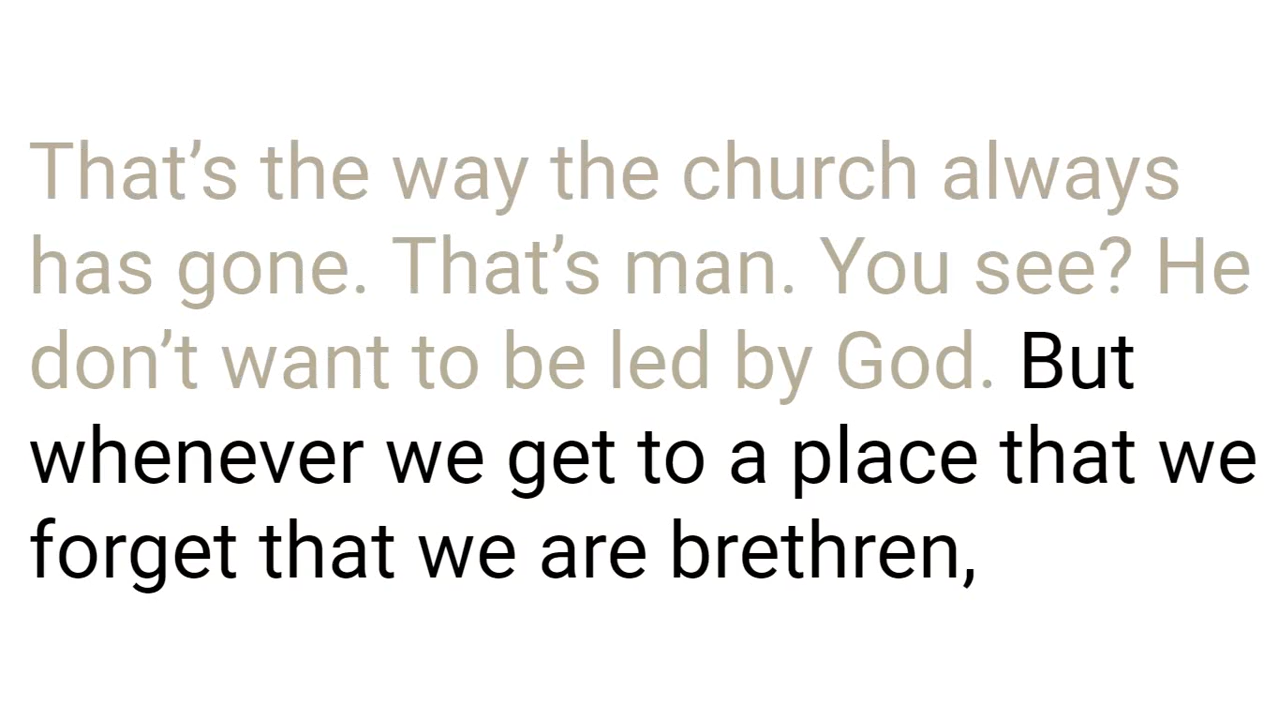 That’s the way the church always
has gone. That’s man. You see? He
don’t want to be led by God. But
whenever we get to a place that we
forget that we are brethren,